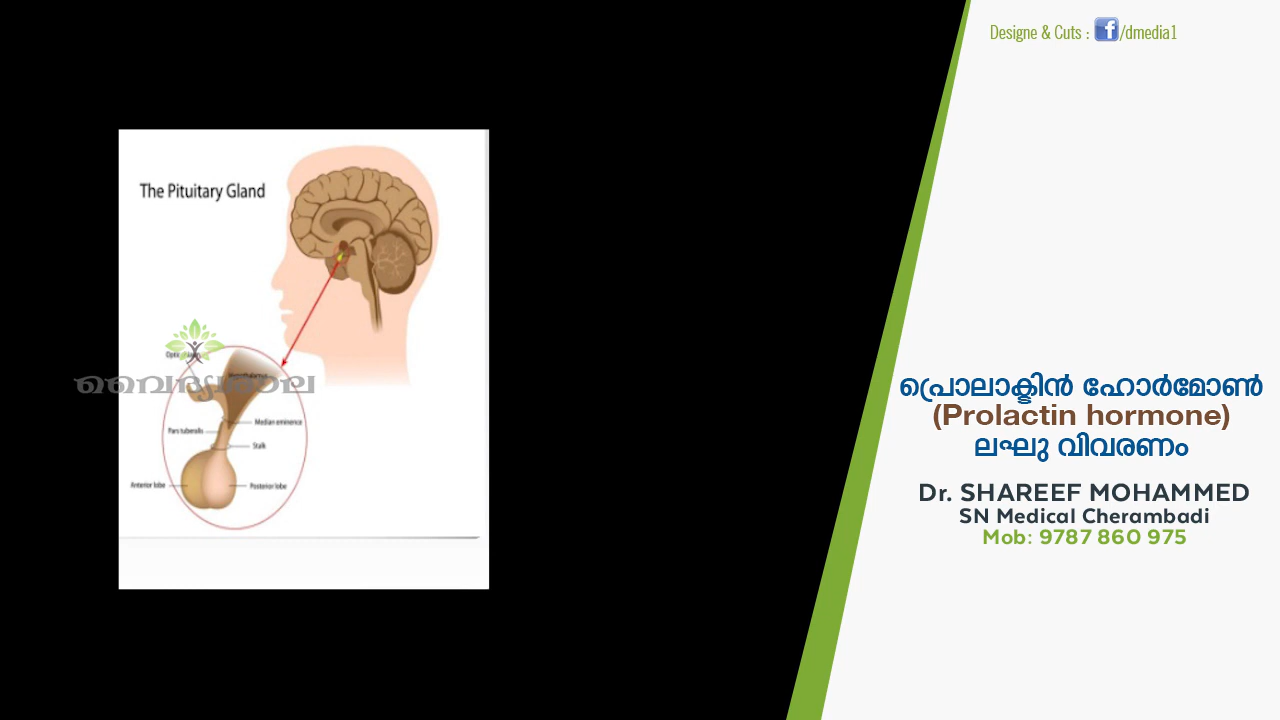 Designe & Cuts : f/dmedia1
The Pituitary Gland
വൈദ്യശാല
Median eminence
Pars tuberalis
Stalk
Anterior lobe
Posterior lobe
പ്രൊലാക്റ്റിൻ ഹോർമോൺ
(Prolactin hormone)
ലഘു വിവരണം
Dr. SHAREEF MOHAMMED
SN Medical Cherambadi
Mob: 9787 860 975